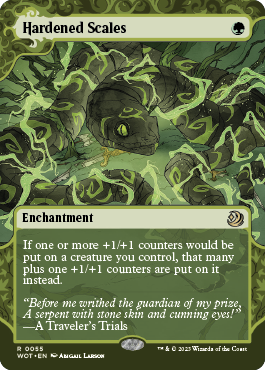 Hardened Scales
Enchantment
If one or more +1/+1 counters would be
put on a creature you control, that many
plus one +1/+1 counters are put on it
instead.
“Before me writhed the guardian of my prize,
A serpent with stone skin and cunning eyes!”
—A Traveler's Trials
R 0055
WOT • EN ABIGAIL LARSON
™ & © 2023 Wizards of the Coast